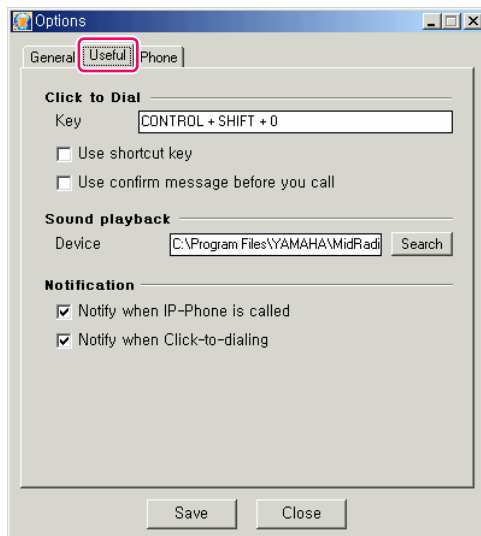 Options
General Useful Phone
Click to Dial
Key CONTROL + SHIFT + 0
Use shortcut key
Use confirm message before you call
Sound playback
Device C:\Program Files\YAMAHA\MidRadi Search
Notification
Notify when IP-Phone is called
Notify when Click-to-dialing
Save Close